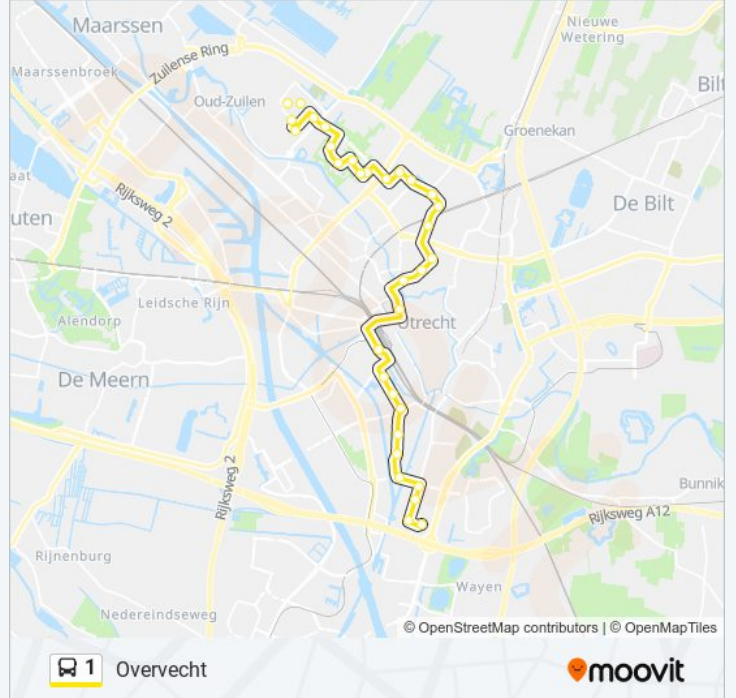 Maarssen
Nieuwe
Wetering
Zuilense Ring
Maarssenbroek
Bilt
Oud-Zuilen
Groenekan
aat
Rijksweg 2
De Bilt
uten
Leidsche Rijn
Alendorp
Utrecht
De Meern
Rijksweg 2
Bunnik
Rijksweg A12
Rijnenburg
Wayen
Nedereindseweg
© OpenStreetMap contributors | © OpenMapTiles
1 Overvecht
moovit